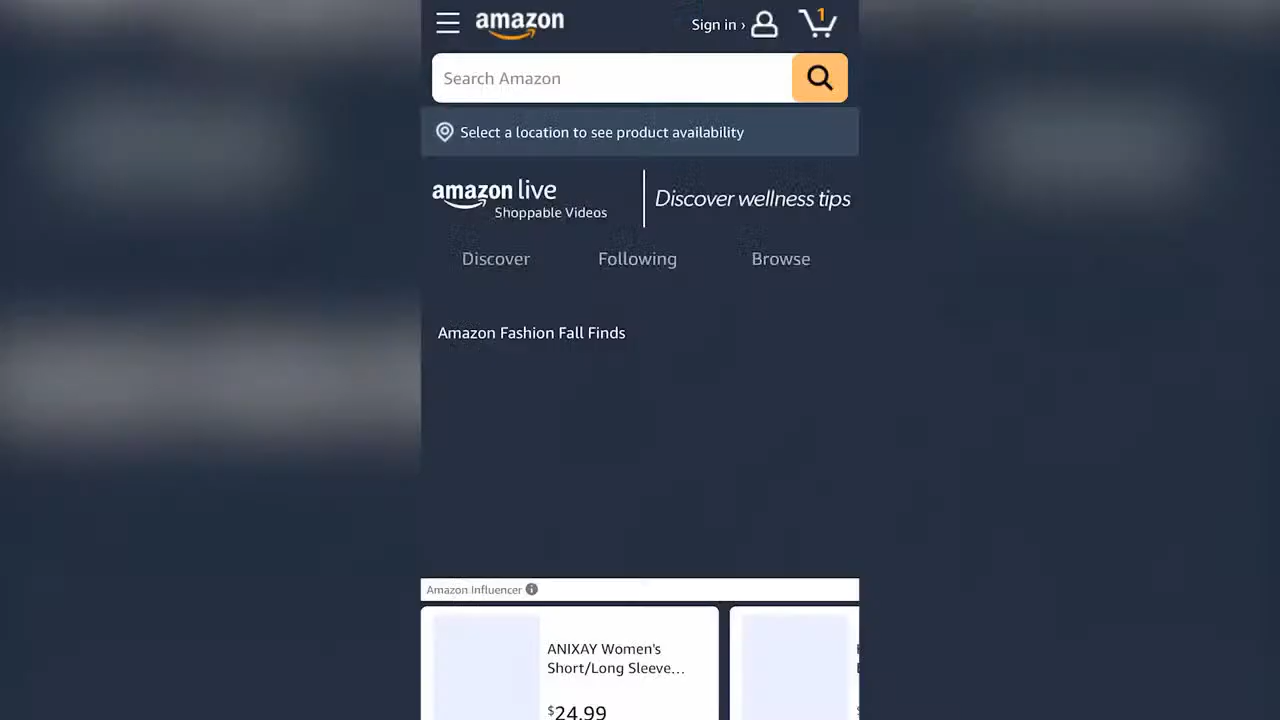 amazon
Sign in ›
1
Search Amazon
Select a location to see product availability
amazon live
Shoppable Videos
Discover wellness tips
Discover
Following
Browse
Amazon Fashion Fall Finds
Amazon Influencer
ANIXAY Women's
Short/Long Sleeve...
$24.99